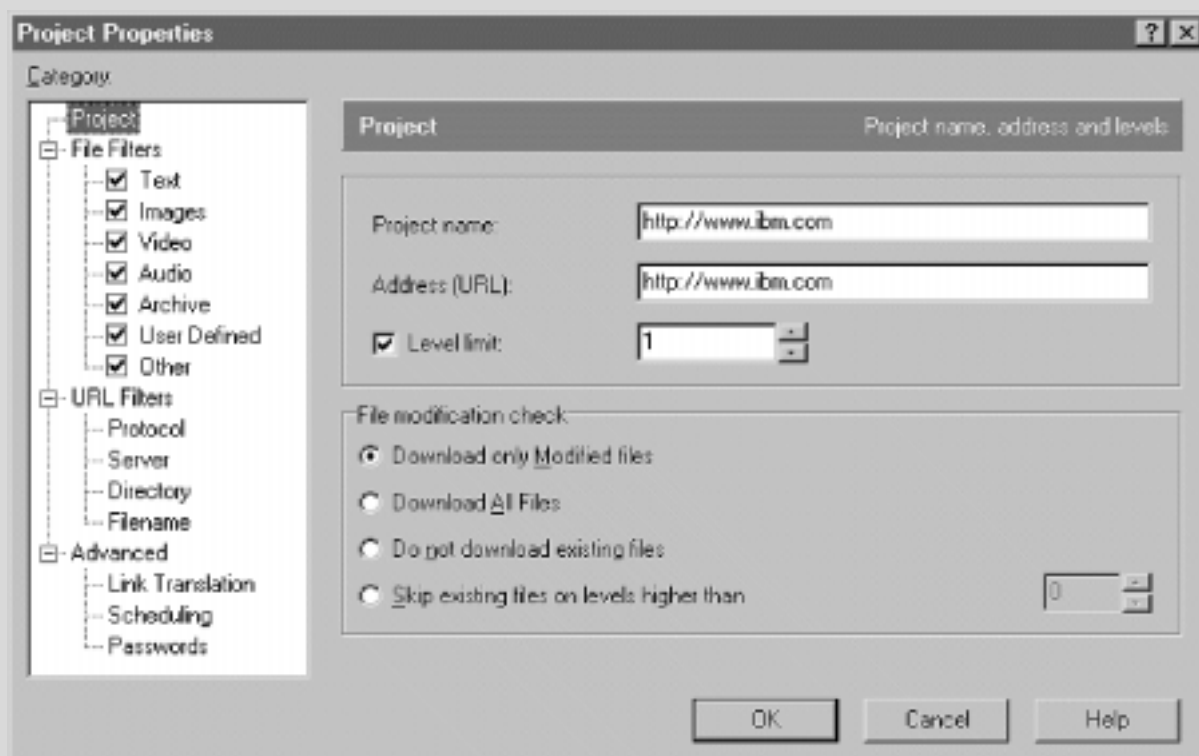 Project Properties
Category:
Project
File Filters
Text
Images
Video
Audio
Archive
User Defined
Other
URL Filters
Protocol
Server
Directory
Filename
Advanced
Link Translation
Scheduling
Passwords
Project Project name, address and levels
Project name: http://www.ibm.com
Address (URL): http://www.ibm.com
Level limit: 1
File modification check
Download only Modified files
Download All Files
Do not download existing files
Skip existing files on levels higher than 0
OK Cancel Help